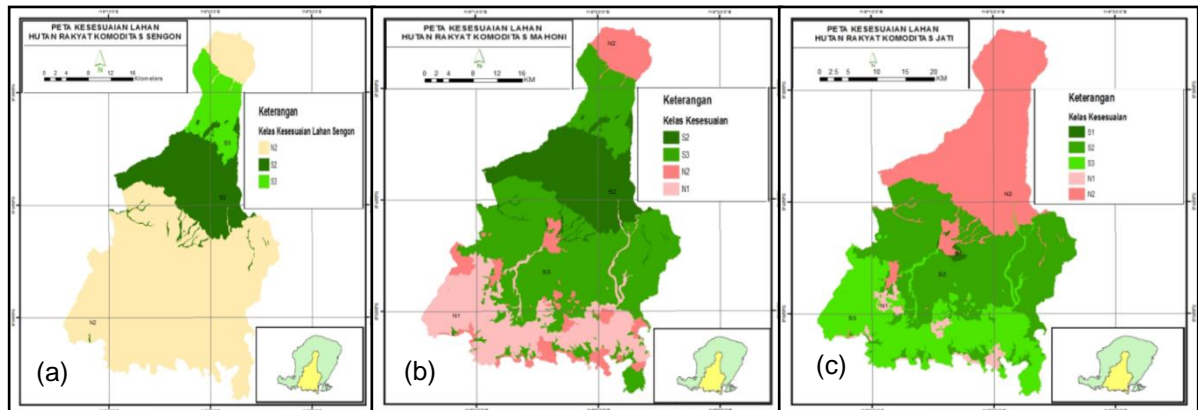 PETA KESESUAIAN LAHAN
HUTAN RAKYAT KOMODITAS SENGON
N
0 2 4 8 12 16
Kilometers
Keterangan
Kelas Kesesuaian Lahan Sengon
N2
S2
S3
S3
S2
N2
(a)
PETA KESESUAIAN LAHAN
HUTAN RAKYAT KOMODITAS MAHONI
N
0 2 4 8 12 16
KM
Keterangan
Kelas Kesesuaian
S2
S3
N2
N1
N2
S2
S3
N1
(b)
PETA KESESUAIAN LAHAN
HUTAN RAKYAT KOMODITAS JATI
N
0 2.5 5 10 15 20
KM
Keterangan
Kelas Kesesuaian
S1
S2
S3
N1
N2
N2
S2
N1
S3
(c)